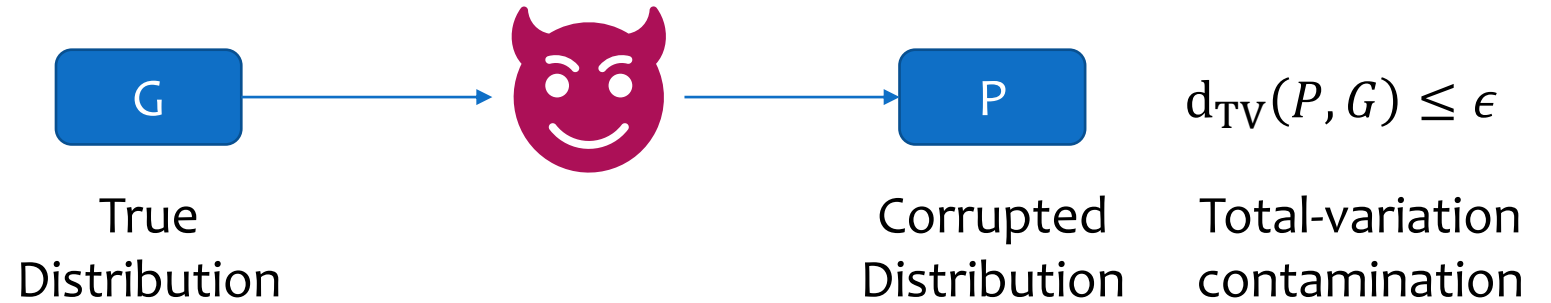 G
P
d_TV(P, G) ≤ ϵ
True
Distribution
Corrupted
Distribution
Total-variation
contamination